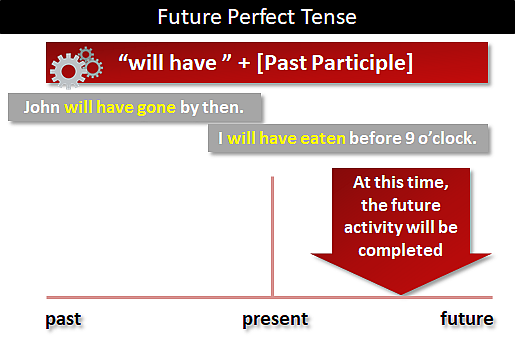 Future Perfect Tense
“will have ” + [Past Participle]
John will have gone by then.
I will have eaten before 9 o’clock.
At this time,
the future
activity will be
completed
past present future